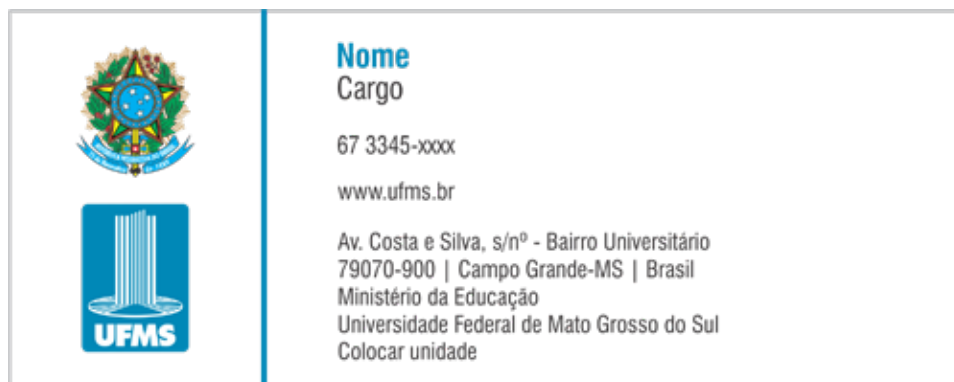 Nome
Cargo
67 3345-xxxx
www.ufms.br
Av. Costa e Silva, s/nº - Bairro Universitário
79070-900 | Campo Grande-MS | Brasil
Ministério da Educação
Universidade Federal de Mato Grosso do Sul
Colocar unidade
UFMS